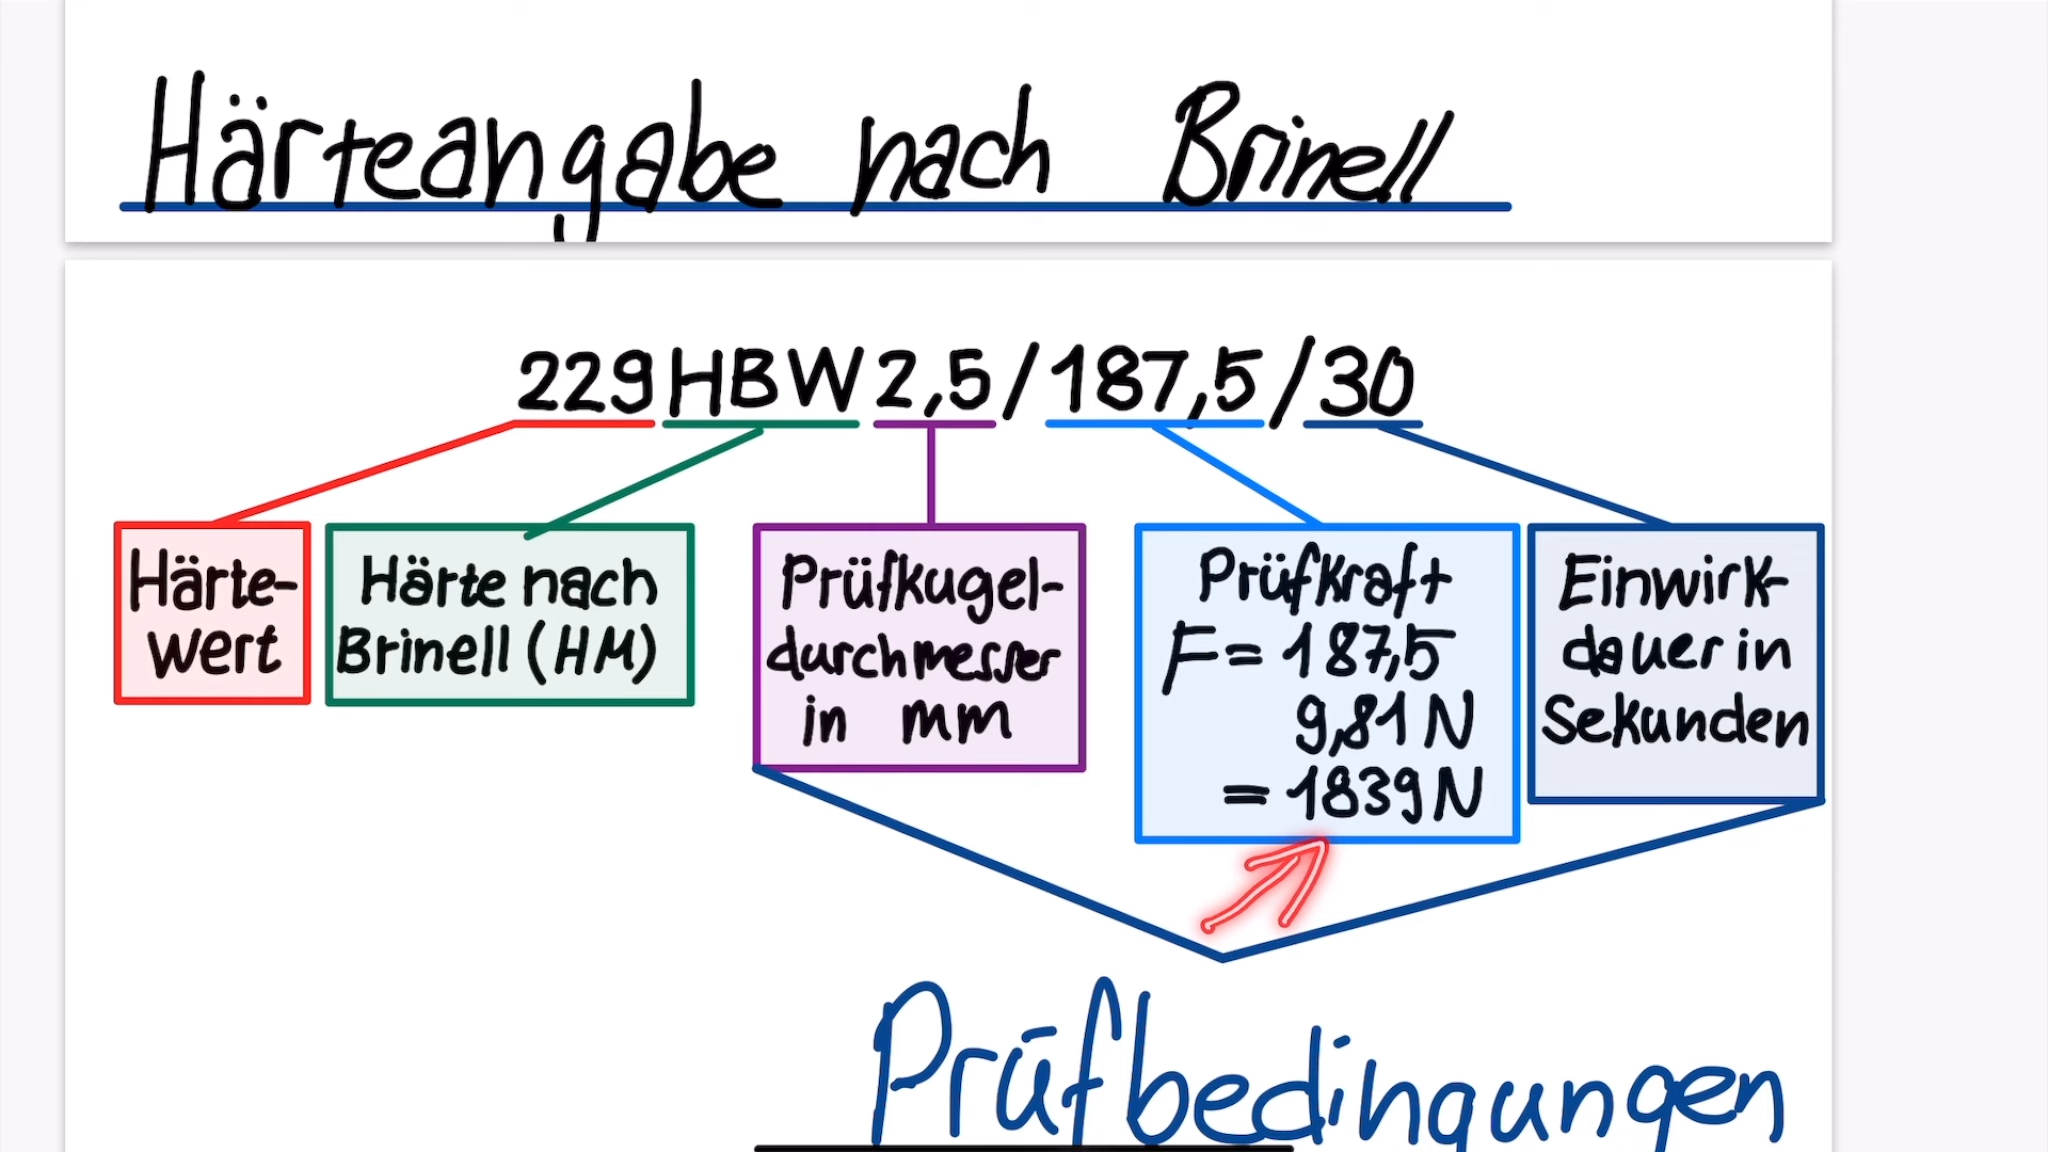 Härteangabe nach Brinell
229 HBW 2,5/187,5/30
Härte-
wert
Härte nach
Brinell (HM)
Prüfkugel-
durchmesser
in mm
Prüfkraft
F= 187,5
9,81 N
= 1839 N
Einwirk-
dauer in
Sekunden
Prüfbedingungen